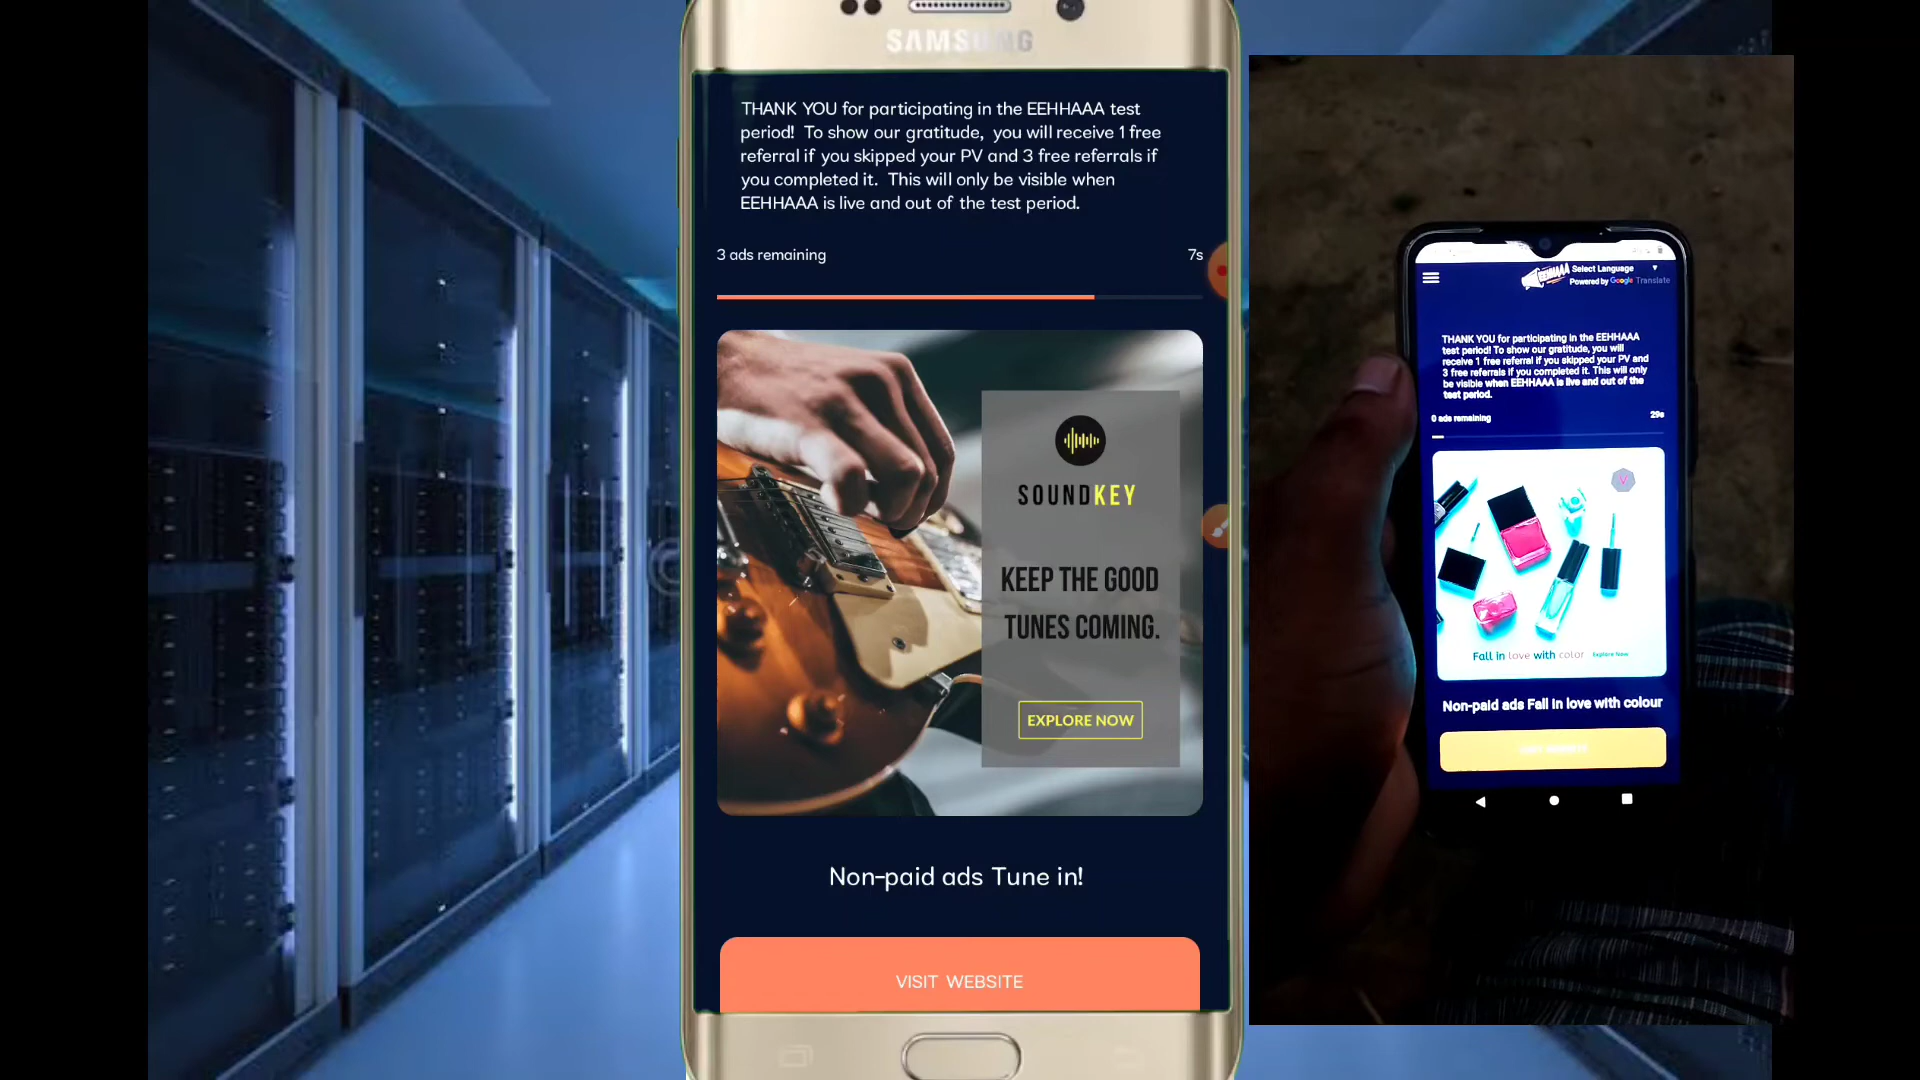 SAMSUNG
THANK YOU for participating in the EEHHAAA test
period! To show our gratitude, you will receive 1 free
referral if you skipped your PV and 3 free referrals if
you completed it. This will only be visible when
EEHHAAA is live and out of the test period.
3 ads remaining
7s
SOUNDKEY
KEEP THE GOOD
TUNES COMING.
EXPLORE NOW
Non-paid ads Tune in!
VISIT WEBSITE
EEHHAAA
Select Language
Powered by Google Translate
THANK YOU for participating in the EEHHAAA
test period! To show our gratitude, you will
receive 1 free referral if you skipped your PV and
3 free referrals if you completed it. This will only
be visible when EEHHAAA is live and out of the
test period.
0 ads remaining
29s
V
Fall in love with color Explore Now
Non-paid ads Fall in love with colour